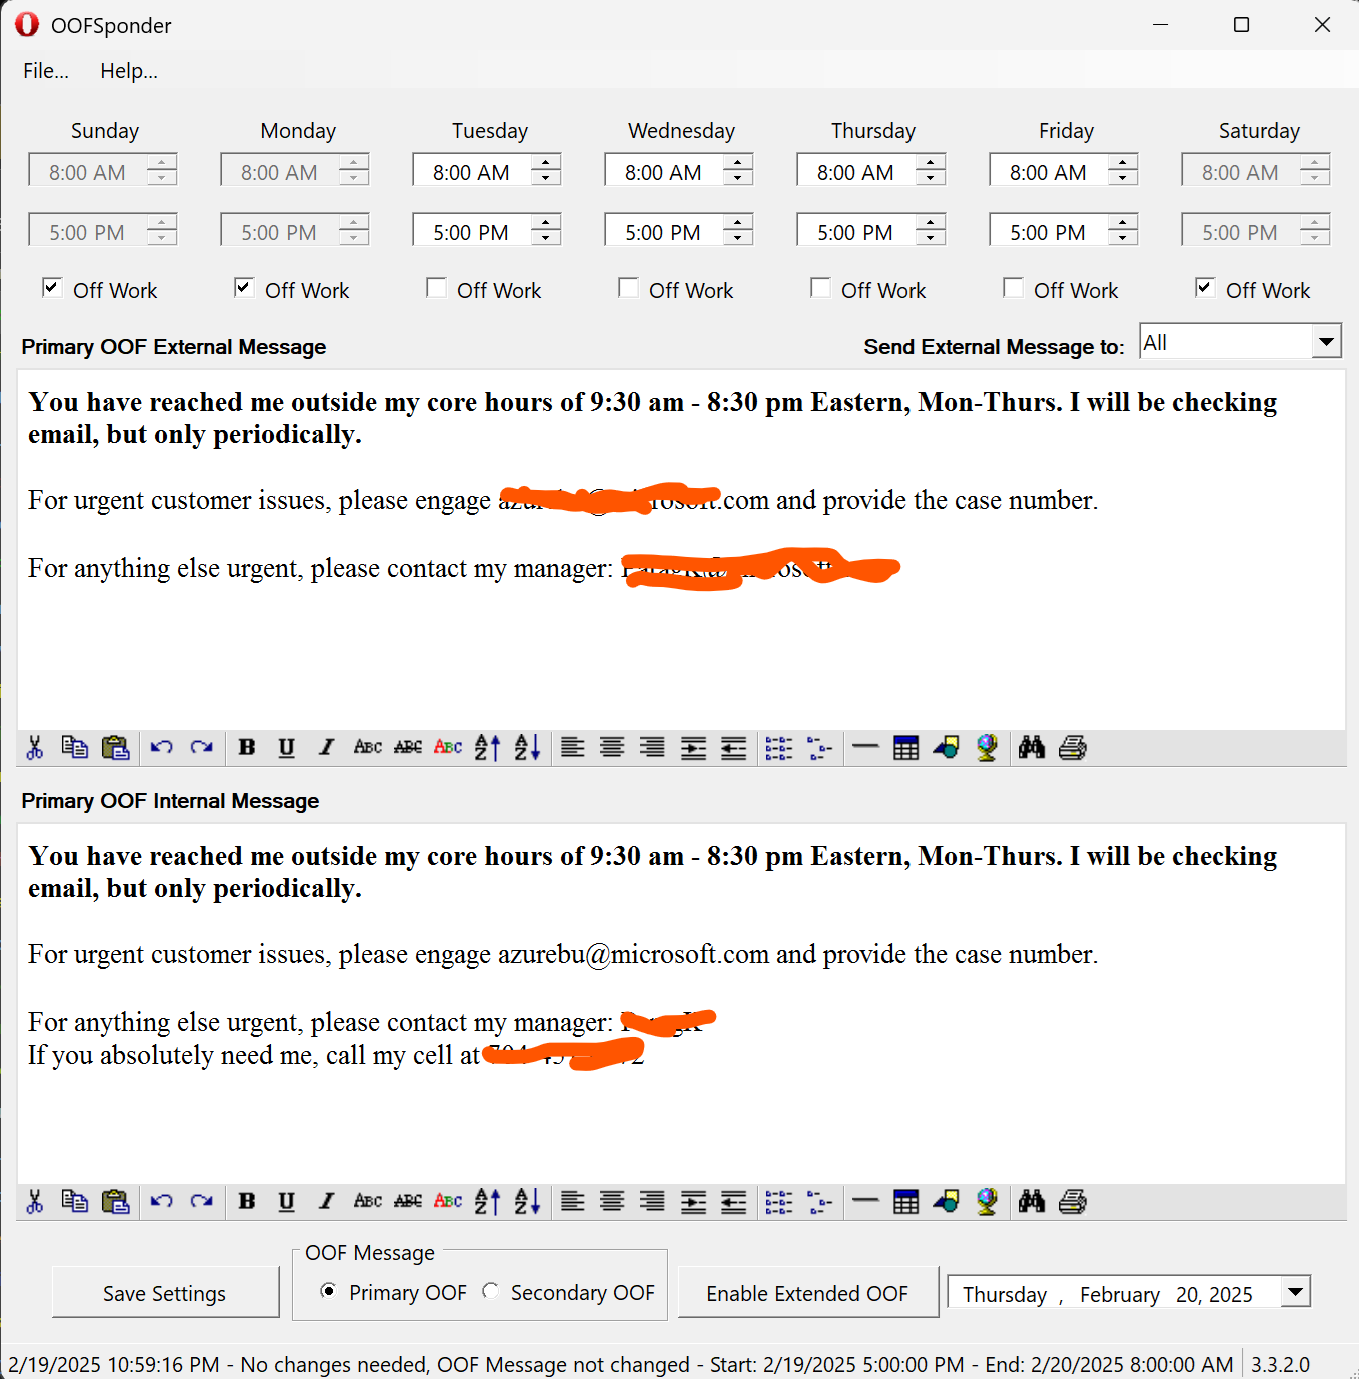 OOFSponder
File... Help...
Sunday Monday Tuesday Wednesday Thursday Friday Saturday
8:00 AM 8:00 AM 8:00 AM 8:00 AM 8:00 AM 8:00 AM 8:00 AM
5:00 PM 5:00 PM 5:00 PM 5:00 PM 5:00 PM 5:00 PM 5:00 PM
Off Work Off Work Off Work Off Work Off Work Off Work Off Work
Primary OOF External Message Send External Message to: All
You have reached me outside my core hours of 9:30 am - 8:30 pm Eastern, Mon-Thurs. I will be checking
email, but only periodically.
For urgent customer issues, please engage .com and provide the case number.
For anything else urgent, please contact my manager:
B U I ABC ABC ABC AZ AZ
Primary OOF Internal Message
You have reached me outside my core hours of 9:30 am - 8:30 pm Eastern, Mon-Thurs. I will be checking
email, but only periodically.
For urgent customer issues, please engage azurebu@microsoft.com and provide the case number.
For anything else urgent, please contact my manager:
If you absolutely need me, call my cell at
B U I ABC ABC ABC AZ AZ
OOF Message
Save Settings Primary OOF Secondary OOF Enable Extended OOF Thursday , February 20, 2025
2/19/2025 10:59:16 PM - No changes needed, OOF Message not changed - Start: 2/19/2025 5:00:00 PM - End: 2/20/2025 8:00:00 AM 3.3.2.0